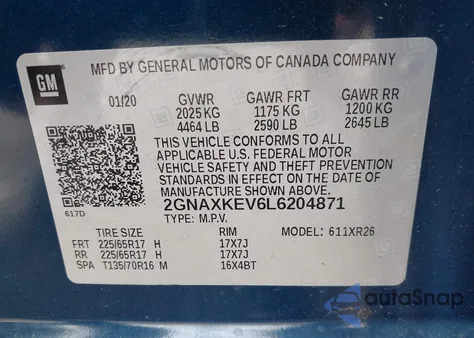 GM
MFD BY GENERAL MOTORS OF CANADA COMPANY
01/20 GVWR GAWR FRT GAWR RR
2025 KG 1175 KG 1200 KG
4464 LB 2590 LB 2645 LB
THIS VEHICLE CONFORMS TO ALL
APPLICABLE U.S. FEDERAL MOTOR
VEHICLE SAFETY AND THEFT PREVENTION
STANDARDS IN EFFECT ON THE DATE OF
MANUFACTURE SHOWN ABOVE.
617D 2GNAXKEV6L6204871
TYPE: M.P.V.
TIRE SIZE RIM MODEL: 611XR26
FRT 225/65R17 H 17X7J
RR 225/65R17 H 17X7J
SPA T135/70R16 M 16X4BT
autoSnap